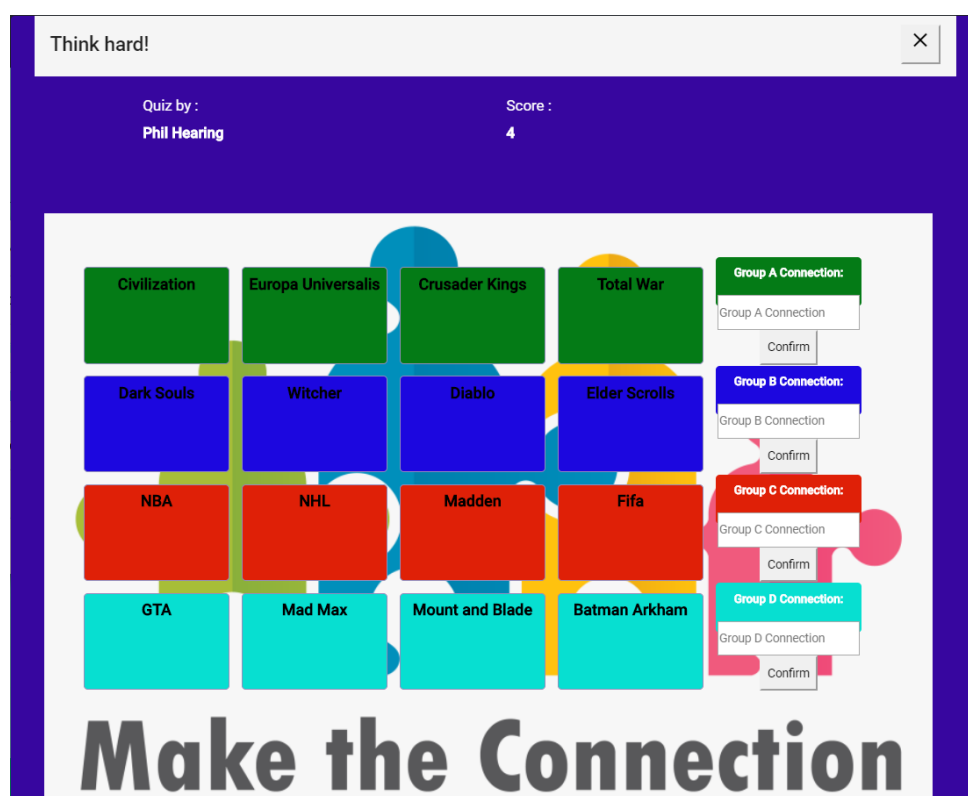 Think hard!
Quiz by :
Score :
Phil Hearing
4
Civilization
Europa Universalis
Crusader Kings
Total War
Group A Connection:
Group A Connection
Confirm
Dark Souls
Witcher
Diablo
Elder Scrolls
Group B Connection:
Group B Connection
Confirm
NBA
NHL
Madden
Fifa
Group C Connection:
Group C Connection
Confirm
GTA
Mad Max
Mount and Blade
Batman Arkham
Group D Connection:
Group D Connection
Confirm
Make the Connection